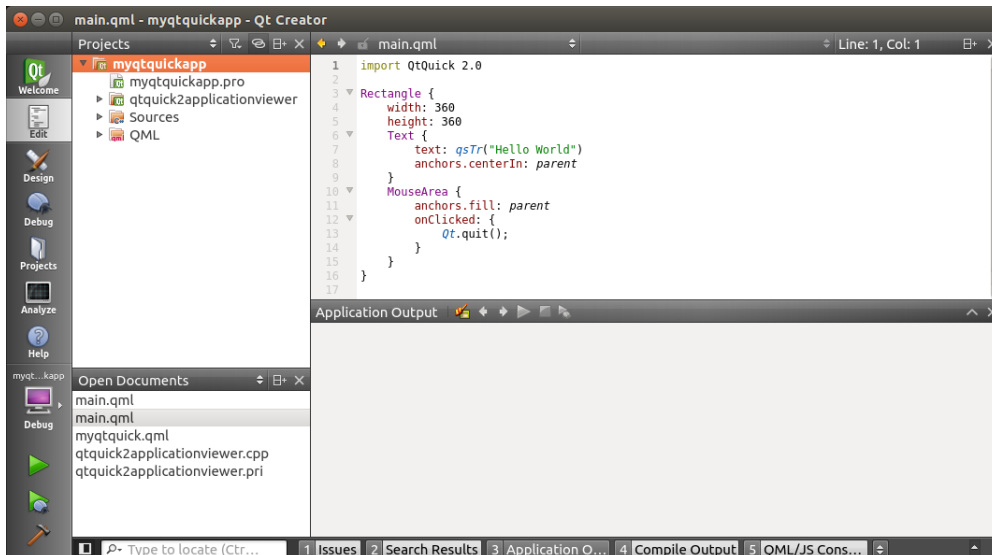 main.qml - myqtquickapp - Qt Creator
Projects
main.qml
Line: 1, Col: 1
Welcome
Edit
Design
Debug
Projects
Analyze
Help
myqt...kapp
Debug
myqtquickapp
myqtquickapp.pro
qtquick2applicationviewer
Sources
QML
1 import QtQuick 2.0
2
3 Rectangle {
4 width: 360
5 height: 360
6 Text {
7 text: qsTr("Hello World")
8 anchors.centerIn: parent
9 }
10 MouseArea {
11 anchors.fill: parent
12 onClicked: {
13 Qt.quit();
14 }
15 }
16 }
17
Application Output
Open Documents
main.qml
main.qml
myqtquick.qml
qtquick2applicationviewer.cpp
qtquick2applicationviewer.pri
Type to locate (Ctr...
1 Issues
2 Search Results
3 Application O...
4 Compile Output
5 QML/JS Cons...